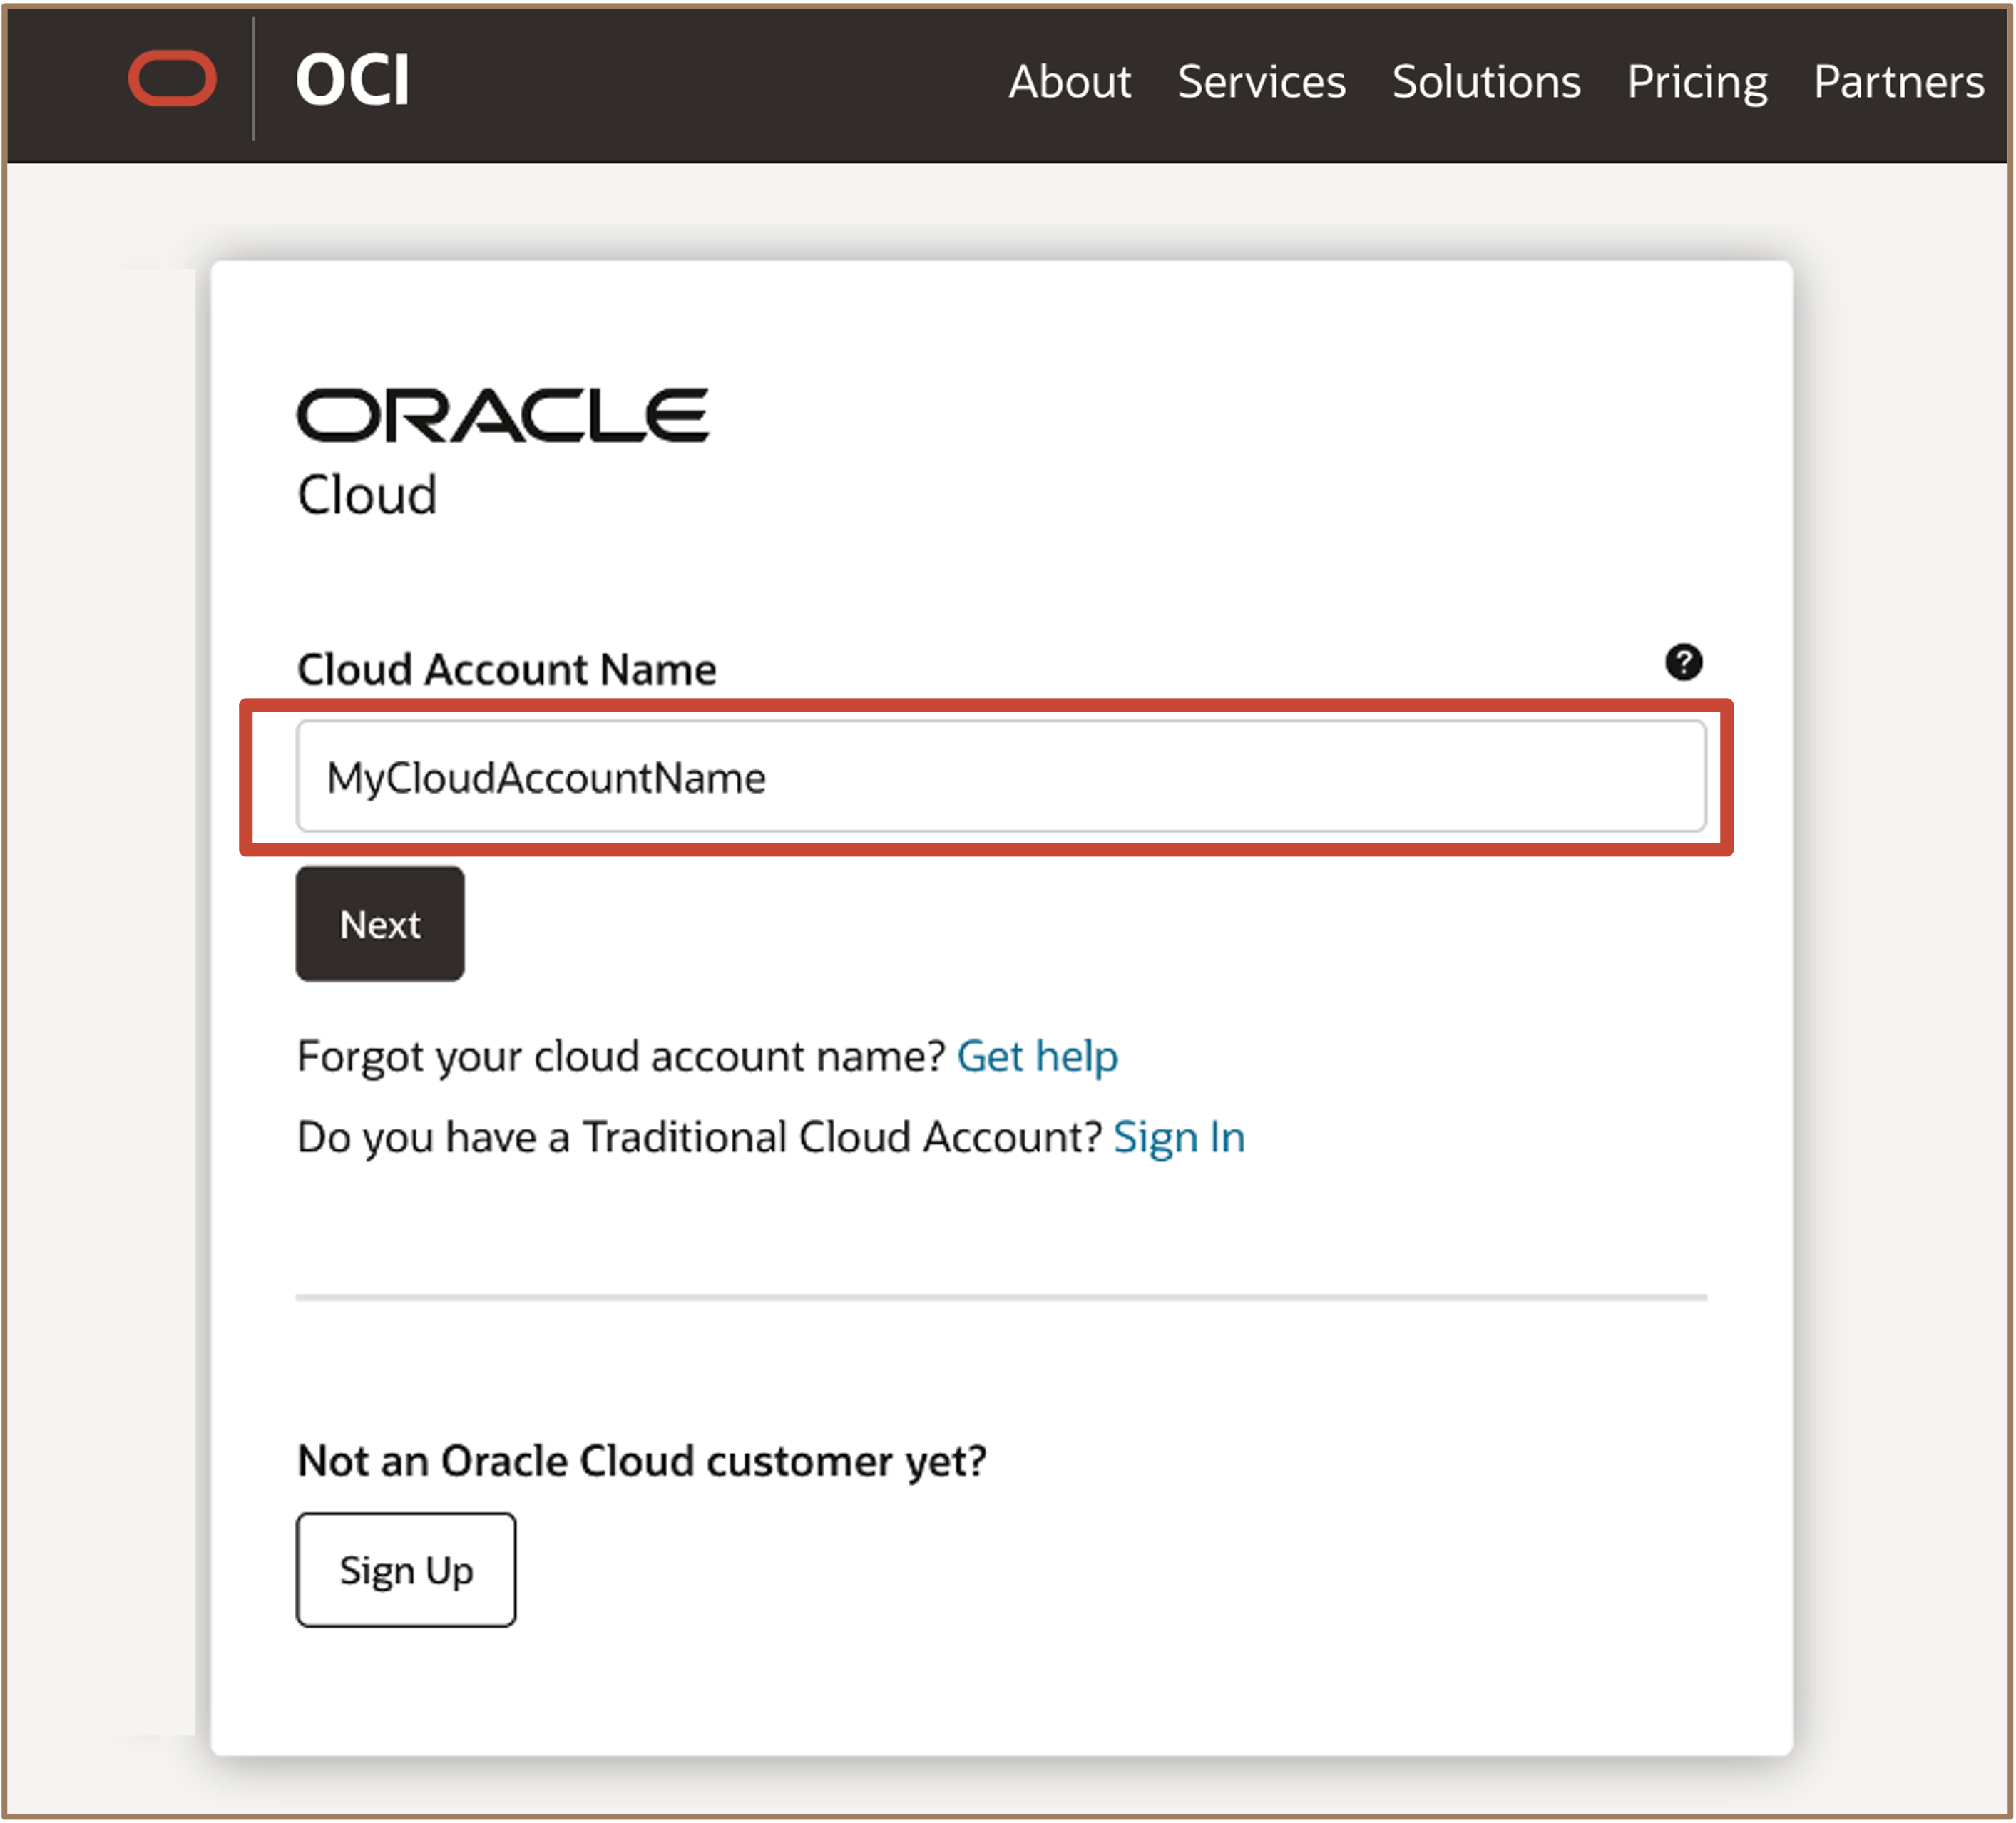 OCI About Services Solutions Pricing Partners
ORACLE
Cloud
Cloud Account Name ?
MyCloudAccountName
Next
Forgot your cloud account name? Get help
Do you have a Traditional Cloud Account? Sign In
Not an Oracle Cloud customer yet?
Sign Up